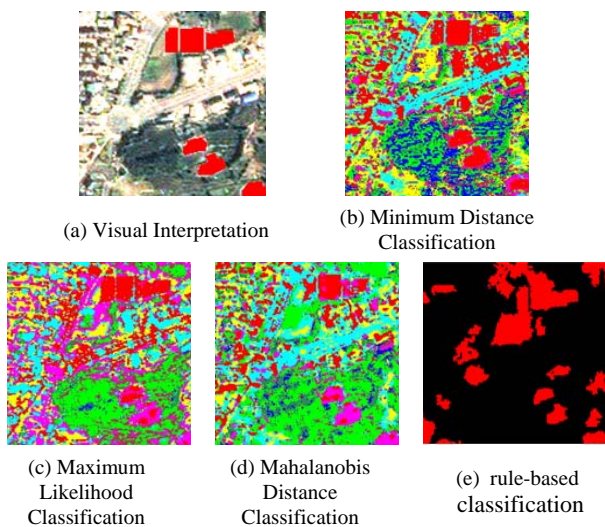 (a) Visual Interpretation
(b) Minimum Distance
Classification
(c) Maximum
Likelihood
Classification
(d) Mahalanobis
Distance
Classification
(e) rule-based
classification